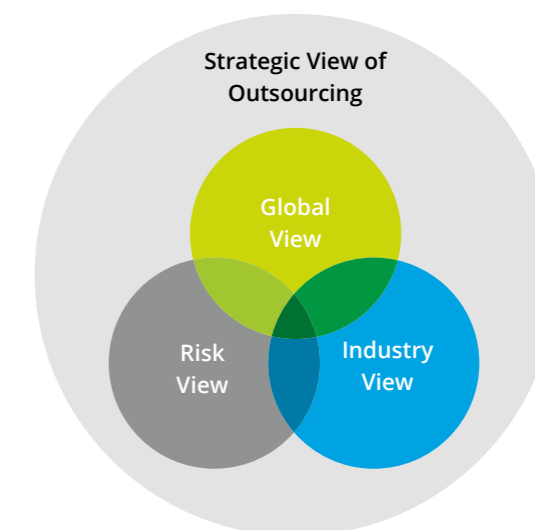 Strategic View of
Outsourcing
Global
View
Risk
View
Industry
View